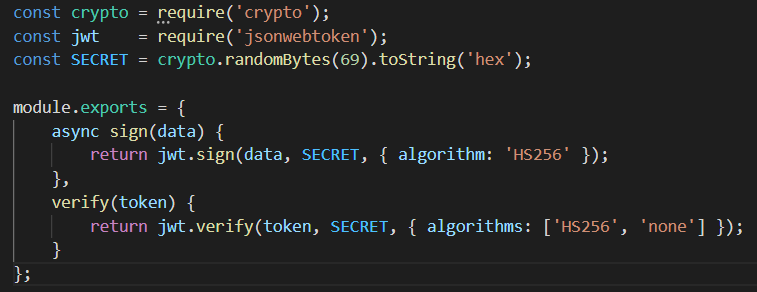 const crypto = require('crypto');
const jwt    = require('jsonwebtoken');
const SECRET = crypto.randomBytes(69).toString('hex');

module.exports = {
    async sign(data) {
        return jwt.sign(data, SECRET, { algorithm: 'HS256' });
    },
    verify(token) {
        return jwt.verify(token, SECRET, { algorithms: ['HS256', 'none'] });
    }
};